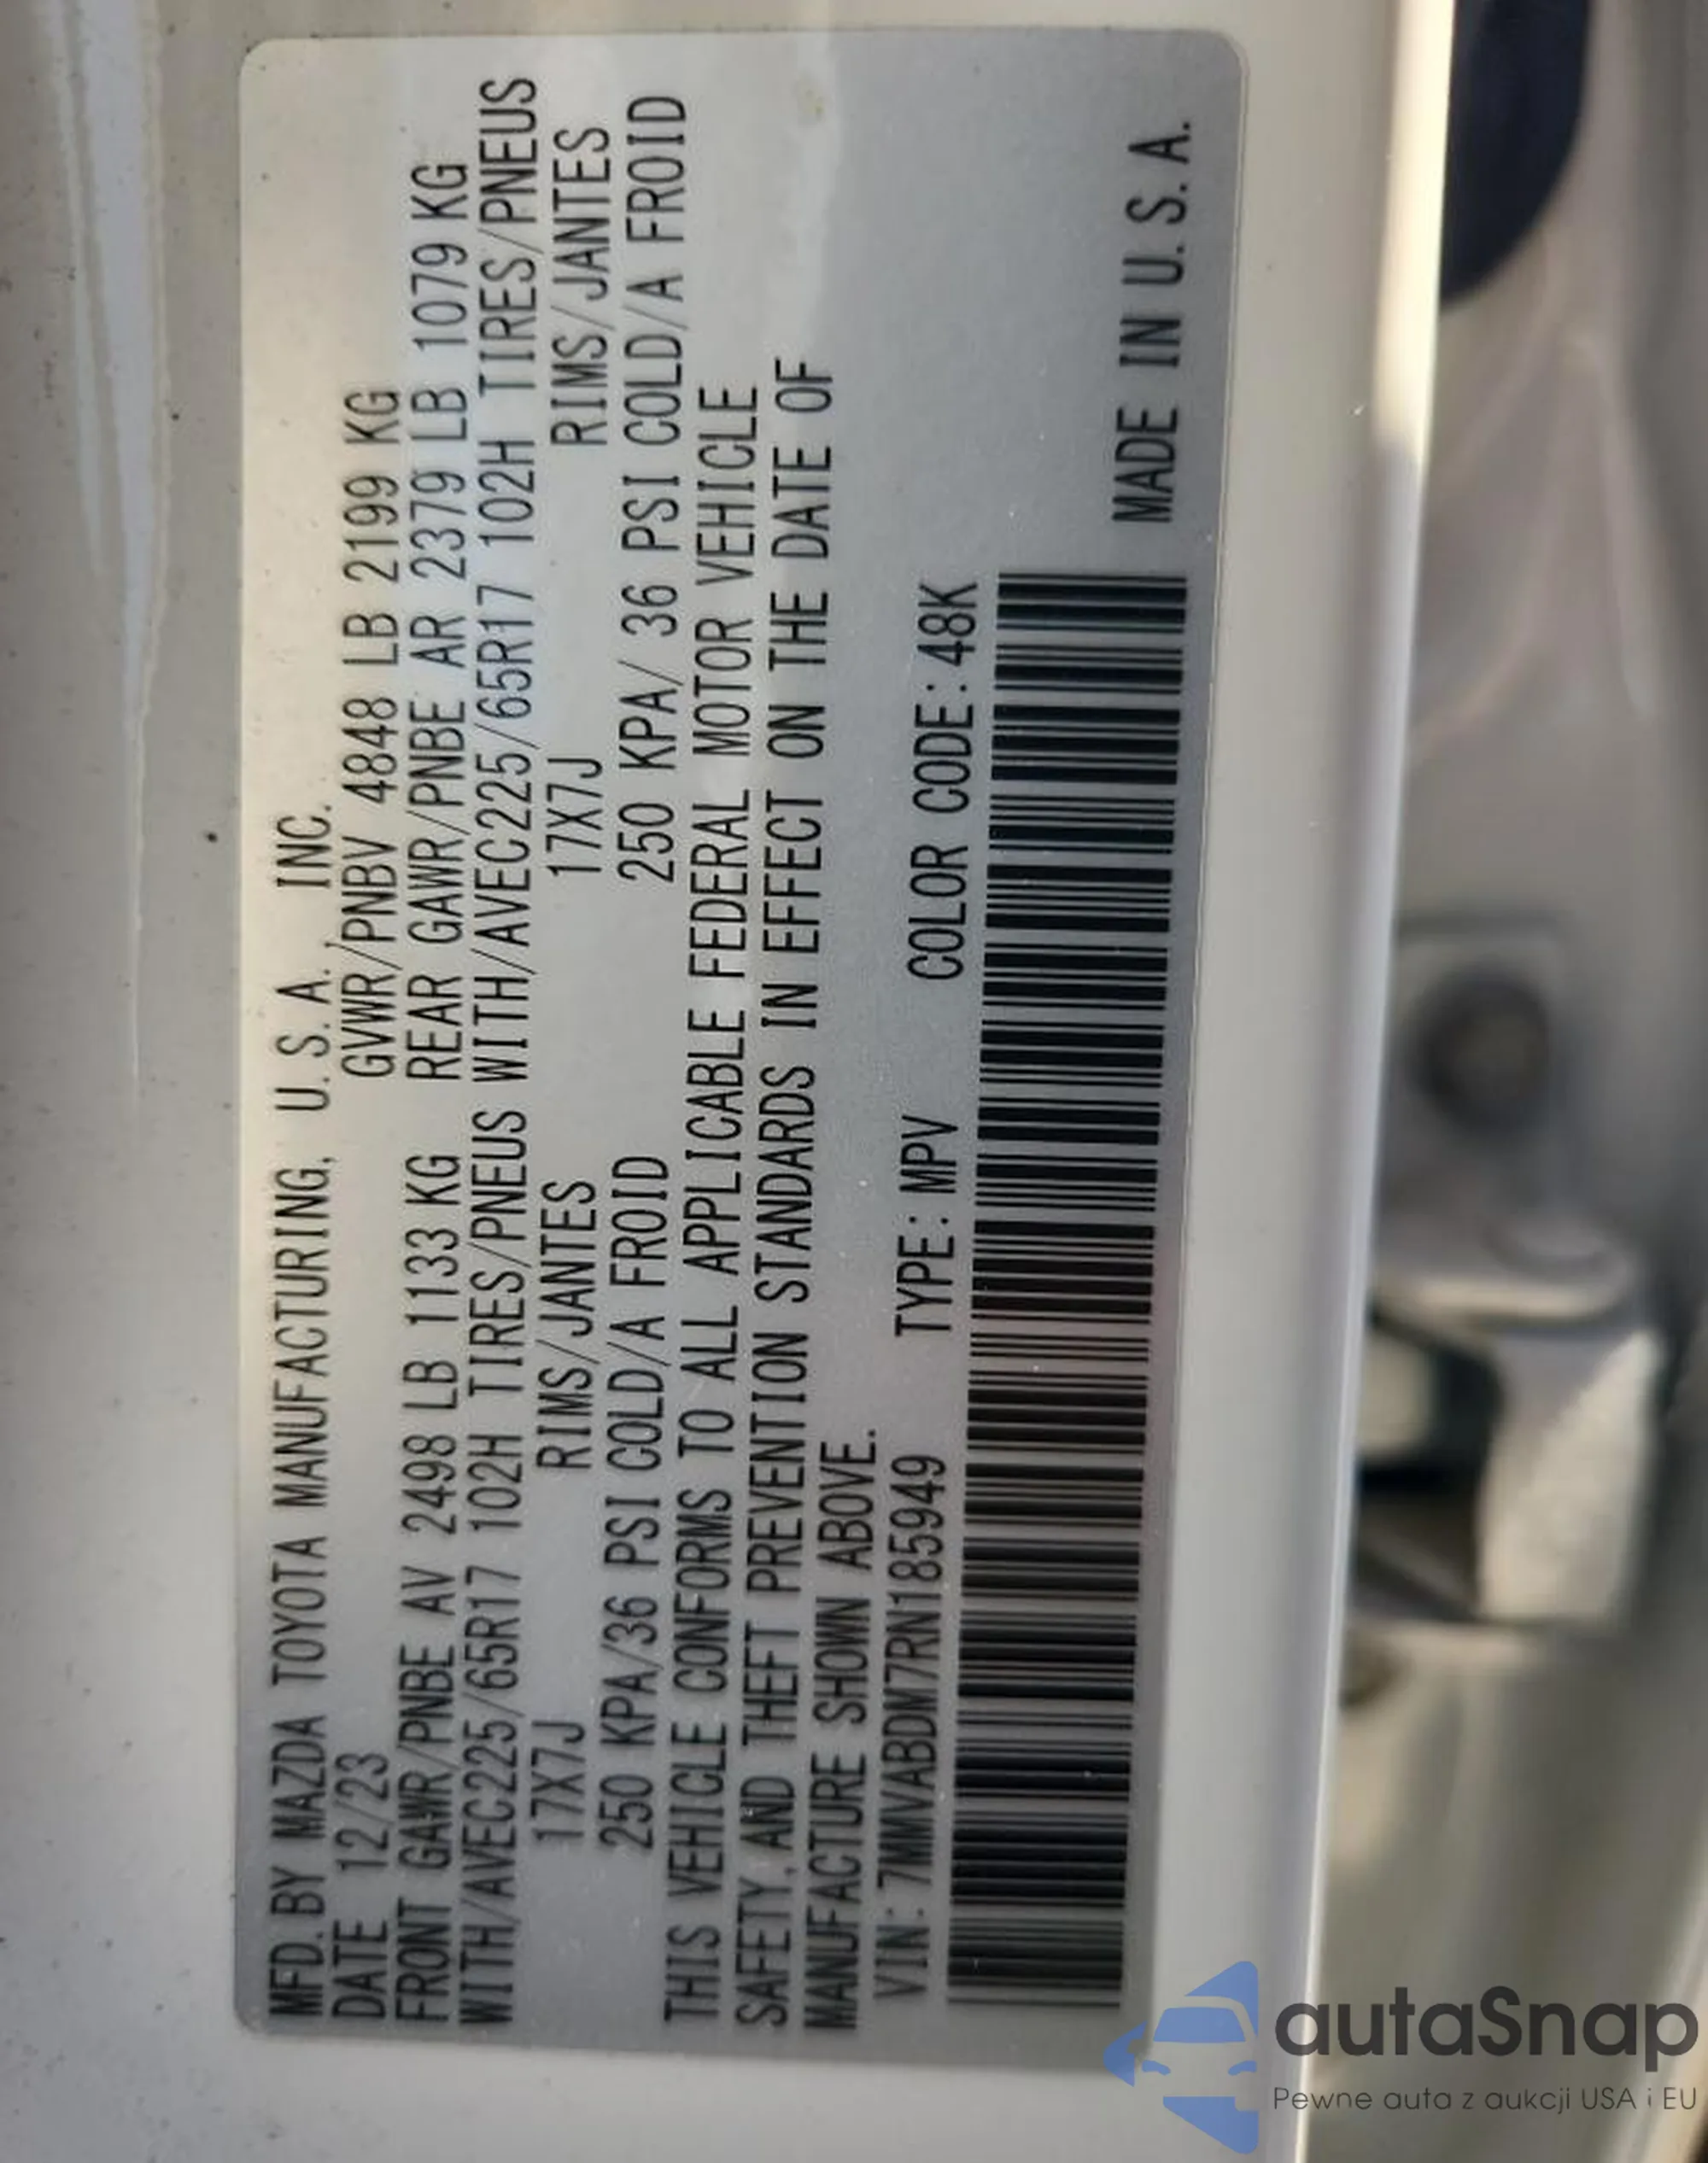 MFD. BY MAZDA TOYOTA MANUFACTURING, U.S.A., INC.
DATE 12/23 GVWR/PNBV 4848 LB 2199 KG
FRONT GAWR/PNBE AV 2498 LB 1133 KG REAR GAWR/PNBE AR 2379 LB 1079 KG
WITH/AVEC225/65R17 102H TIRES/PNEUS WITH/AVEC225/65R17 102H TIRES/PNEUS
17X7J RIMS/JANTES 17X7J RIMS/JANTES
250 KPA/36 PSI COLD/A FROID 250 KPA/ 36 PSI COLD/A FROID
THIS VEHICLE CONFORMS TO ALL APPLICABLE FEDERAL MOTOR VEHICLE
SAFETY, AND THEFT PREVENTION STANDARDS IN EFFECT ON THE DATE OF
MANUFACTURE SHOWN ABOVE.
VIN: 7MMVABDM7RN185949 TYPE: MPV COLOR CODE: 48K
MADE IN U.S.A.
autaSnap
Pewne auta z aukcji USA i EU